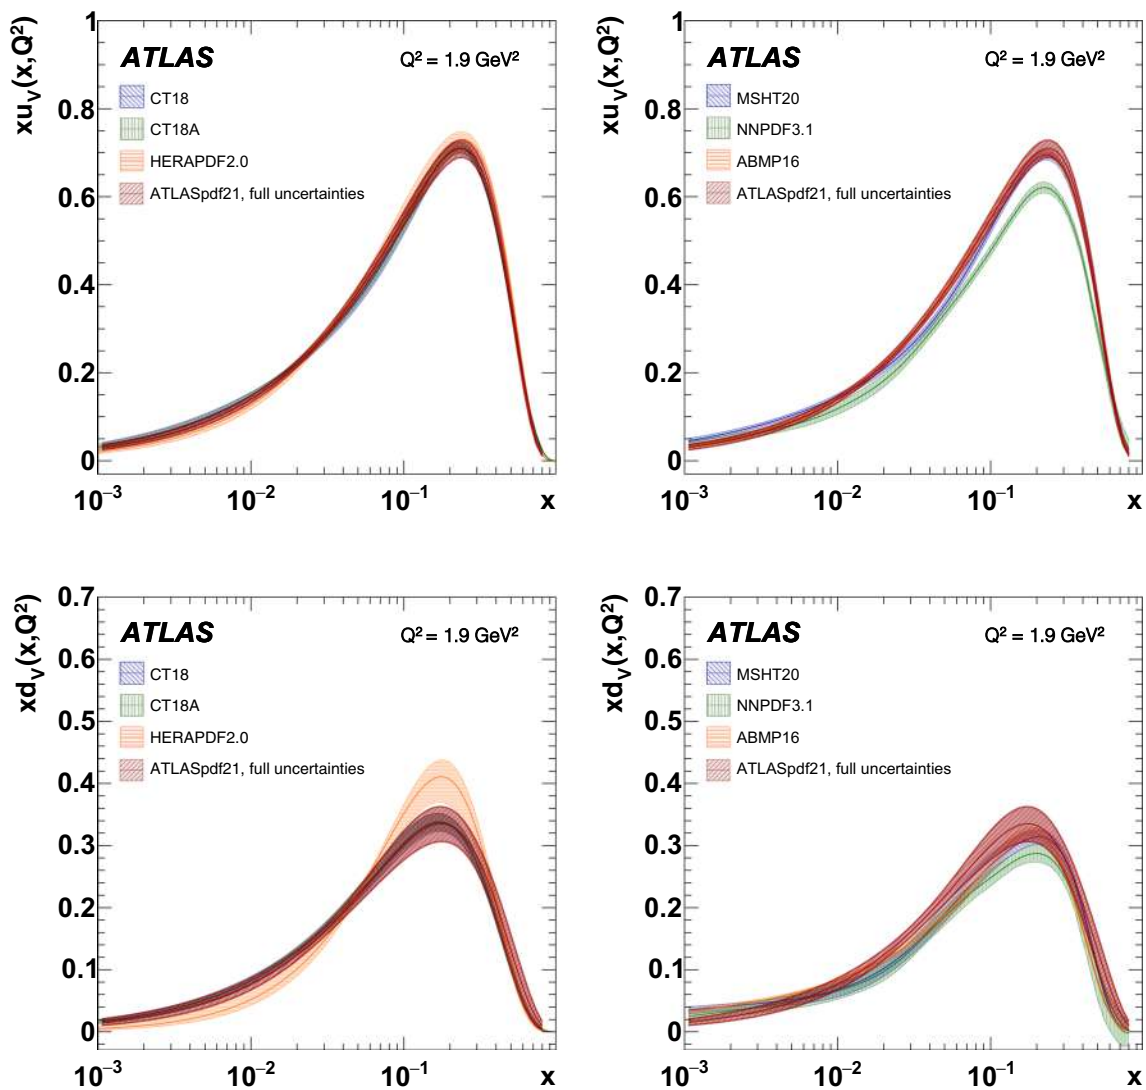 xu_V(x,Q²)
1
0.8
0.6
0.4
0.2
0
ATLAS
Q² = 1.9 GeV²
CT18
CT18A
HERAPDF2.0
ATLASpdf21, full uncertainties
10⁻³ 10⁻² 10⁻¹ x
xu_V(x,Q²)
1
0.8
0.6
0.4
0.2
0
ATLAS
Q² = 1.9 GeV²
MSHT20
NNPDF3.1
ABMP16
ATLASpdf21, full uncertainties
10⁻³ 10⁻² 10⁻¹ x
xd_V(x,Q²)
0.7
0.6
0.5
0.4
0.3
0.2
0.1
0
ATLAS
Q² = 1.9 GeV²
CT18
CT18A
HERAPDF2.0
ATLASpdf21, full uncertainties
10⁻³ 10⁻² 10⁻¹ x
xd_V(x,Q²)
0.7
0.6
0.5
0.4
0.3
0.2
0.1
0
ATLAS
Q² = 1.9 GeV²
MSHT20
NNPDF3.1
ABMP16
ATLASpdf21, full uncertainties
10⁻³ 10⁻² 10⁻¹ x